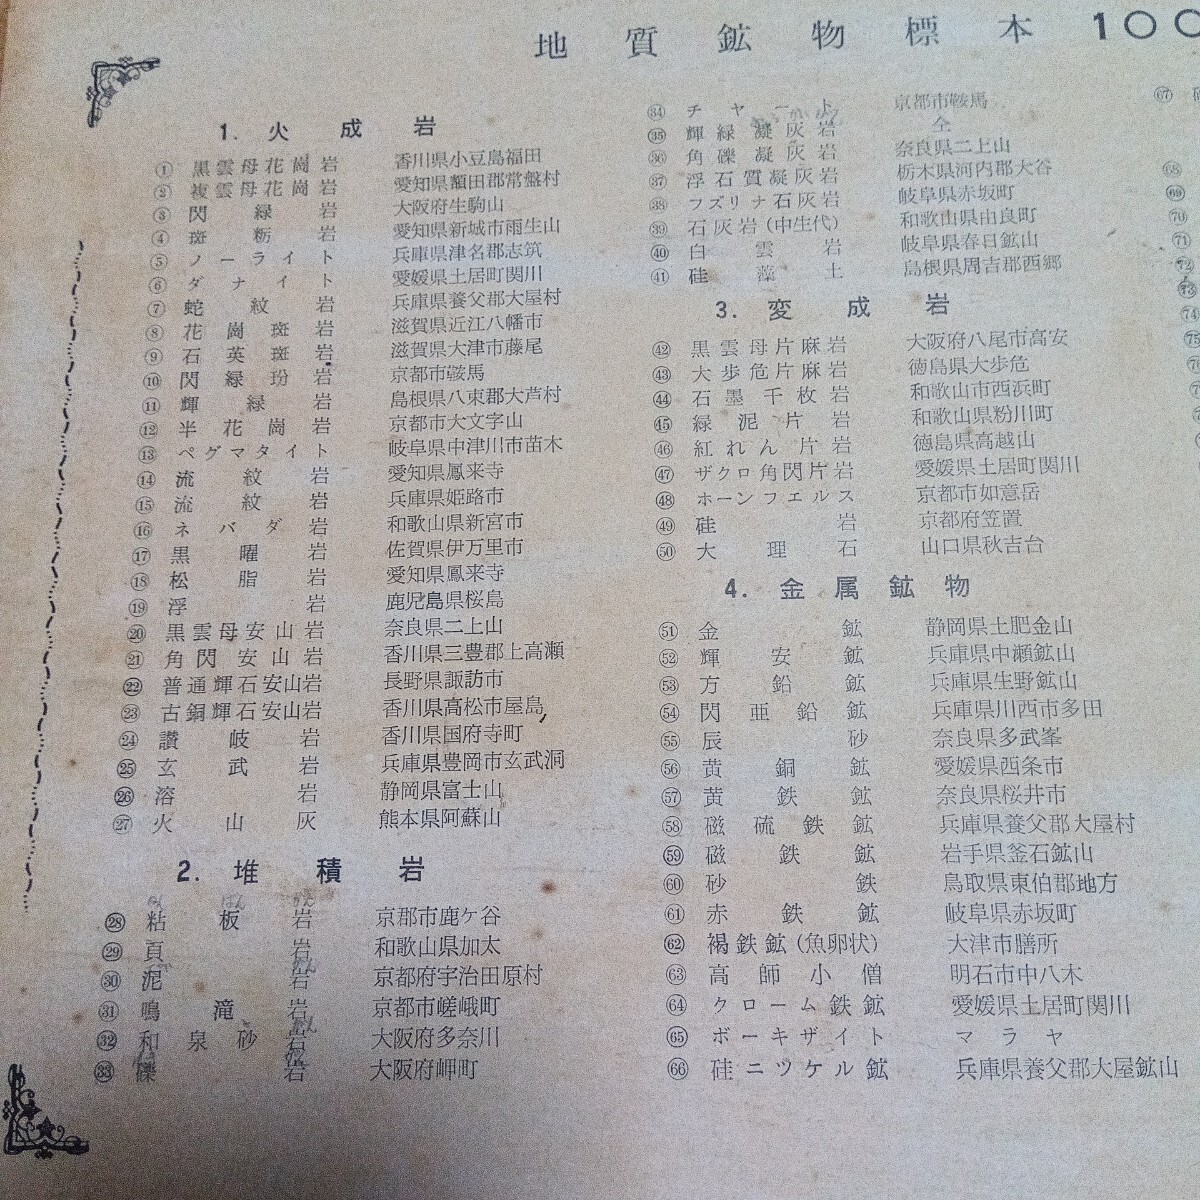 地質鉱物標本 100
1. 火成岩
① 黒雲母花崗岩 香川県小豆島福田
② 複雲母花崗岩 愛知県額田郡常盤村
③ 閃緑岩 大阪府生駒山
④ 斑粝岩 愛知県新城市雨生山
⑤ ノーライト 兵庫県津名郡志筑
⑥ ダナイト 愛媛県土居町関川
⑦ 蛇紋岩 兵庫県養父郡大屋村
⑧ 花崗斑岩 滋賀県近江八幡市
⑨ 石英斑岩 滋賀県大津市藤尾
⑩ 閃緑玢岩 京都市鞍馬
⑪ 輝緑岩 島根県八束郡大芦村
⑫ 半花崗岩 京都市大文字山
⑬ ペグマタイト 岐阜県中津川市苗木
⑭ 流紋岩 愛知県鳳来寺
⑮ 流紋岩 兵庫県姫路市
⑯ ネバダ岩 和歌山県新宮市
⑰ 黒曜岩 佐賀県伊万里市
⑱ 松脂岩 愛知県鳳来寺
⑲ 浮岩 鹿児島県桜島
⑳ 黒雲母安山岩 奈良県二上山
㉑ 角閃安山岩 香川県三豊郡上高瀬
㉒ 普通輝石安山岩 長野県諏訪市
㉓ 古銅輝石安山岩 香川県高松市屋島
㉔ 讃岐岩 香川県国府寺町
㉕ 玄武岩 兵庫県豊岡市玄武洞
㉖ 溶岩 静岡県富士山
㉗ 火山灰 熊本県阿蘇山
2. 堆積岩
㉘ 粘板岩 京都市鹿ケ谷
㉙ 頁岩 和歌山県加太
㉚ 泥岩 京都府宇治田原村
㉛ 鳴滝岩 京都市嵯峨町
㉜ 和泉砂岩 大阪府多奈川
㉝ 礫岩 大阪府岬町
㉞ チャート 京都市鞍馬
㉟ 輝緑凝灰岩 仝
㊱ 角礫凝灰岩 奈良県二上山
㊲ 浮石質凝灰岩 栃木県河内郡大谷
㊳ フズリナ石灰岩 岐阜県赤坂町
㊴ 石灰岩(中生代) 和歌山県由良町
㊵ 白雲岩 岐阜県春日鉱山
㊶ 硅藻土 島根県周吉郡西郷
3. 変成岩
㊷ 黒雲母片麻岩 大阪府八尾市高安
㊸ 大歩危片麻岩 徳島県大歩危
㊹ 石墨千枚岩 和歌山市西浜町
㊺ 緑泥片岩 和歌山県粉川町
㊻ 紅れん片岩 徳島県高越山
㊼ ザクロ角閃片岩 愛媛県土居町関川
㊽ ホーンフエルス 京都市如意岳
㊾ 硅岩 京都府笠置
㊿ 大理石 山口県秋吉台
4. 金属鉱物
51 金鉱 静岡県土肥金山
52 輝安鉱 兵庫県中瀬鉱山
53 方鉛鉱 兵庫県生野鉱山
54 閃亜鉛鉱 兵庫県川西市多田
55 辰砂 奈良県多武峯
56 黄銅鉱 愛媛県西条市
57 黄鉄鉱 奈良県桜井市
58 磁硫鉄鉱 兵庫県養父郡大屋村
59 磁鉄鉱 岩手県釜石鉱山
60 砂鉄 鳥取県東伯郡地方
61 赤鉄鉱 岐阜県赤坂町
62 褐鉄鉱(魚卵状) 大津市膳所
63 高師小僧 明石市中八木
64 クローム鉄鉱 愛媛県土居町関川
65 ボーキザイト マラヤ
66 硅ニツケル鉱 兵庫県養父郡大屋鉱山
67
68
69
70
71
72
73
74
75